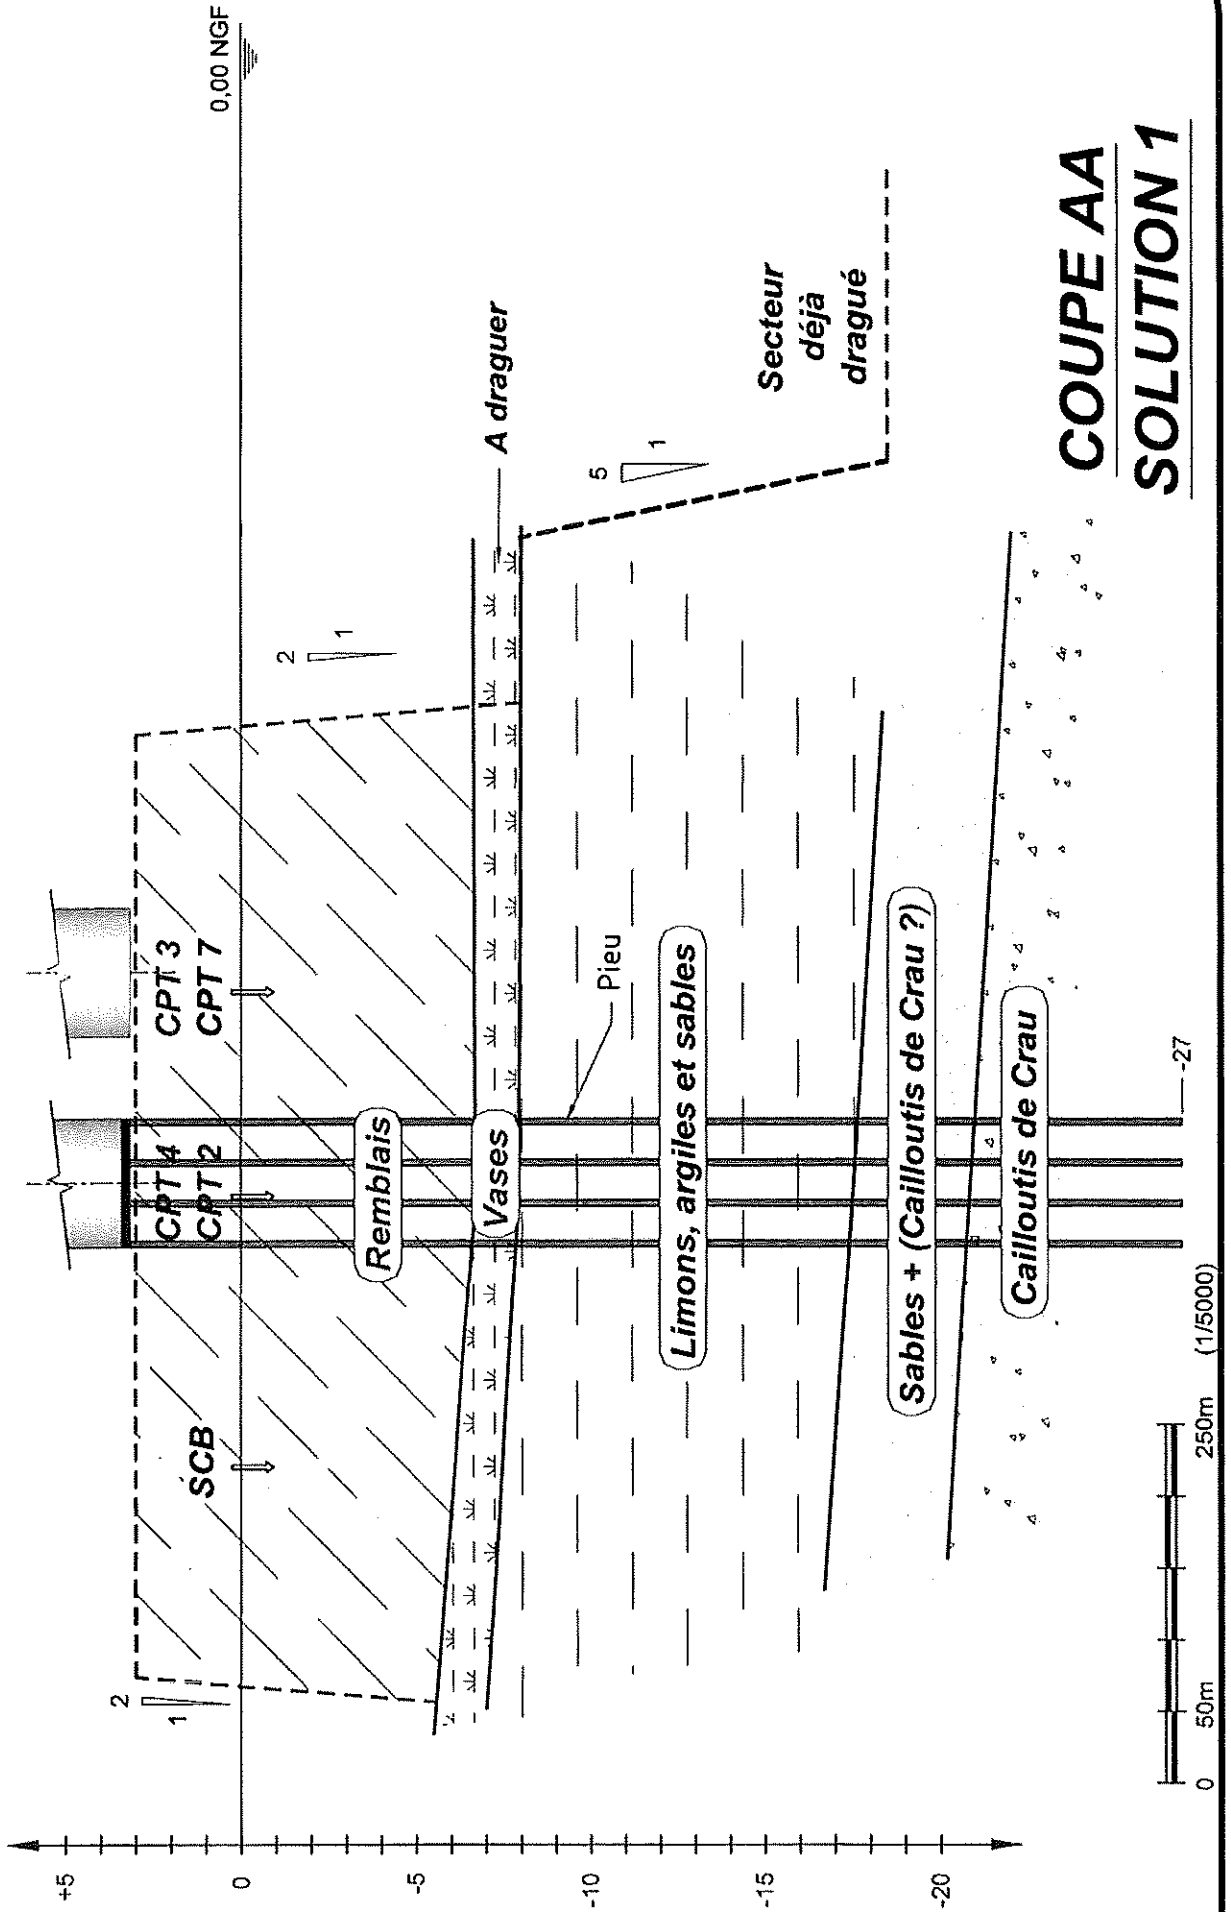 0,00 NGF
+5
0
-5
-10
-15
-20
CPT 3
CPT 7
CPT 4
CPT 2
SCB
2
1
2
1
5
1
Remblais
Vases
A draguer
Pieu
Limons, argiles et sables
Secteur
déjà
dragué
Sables + (Cailloutis de Crau ?)
Cailloutis de Crau
-27
0
50m
250m
(1/5000)
COUPE AA
SOLUTION 1